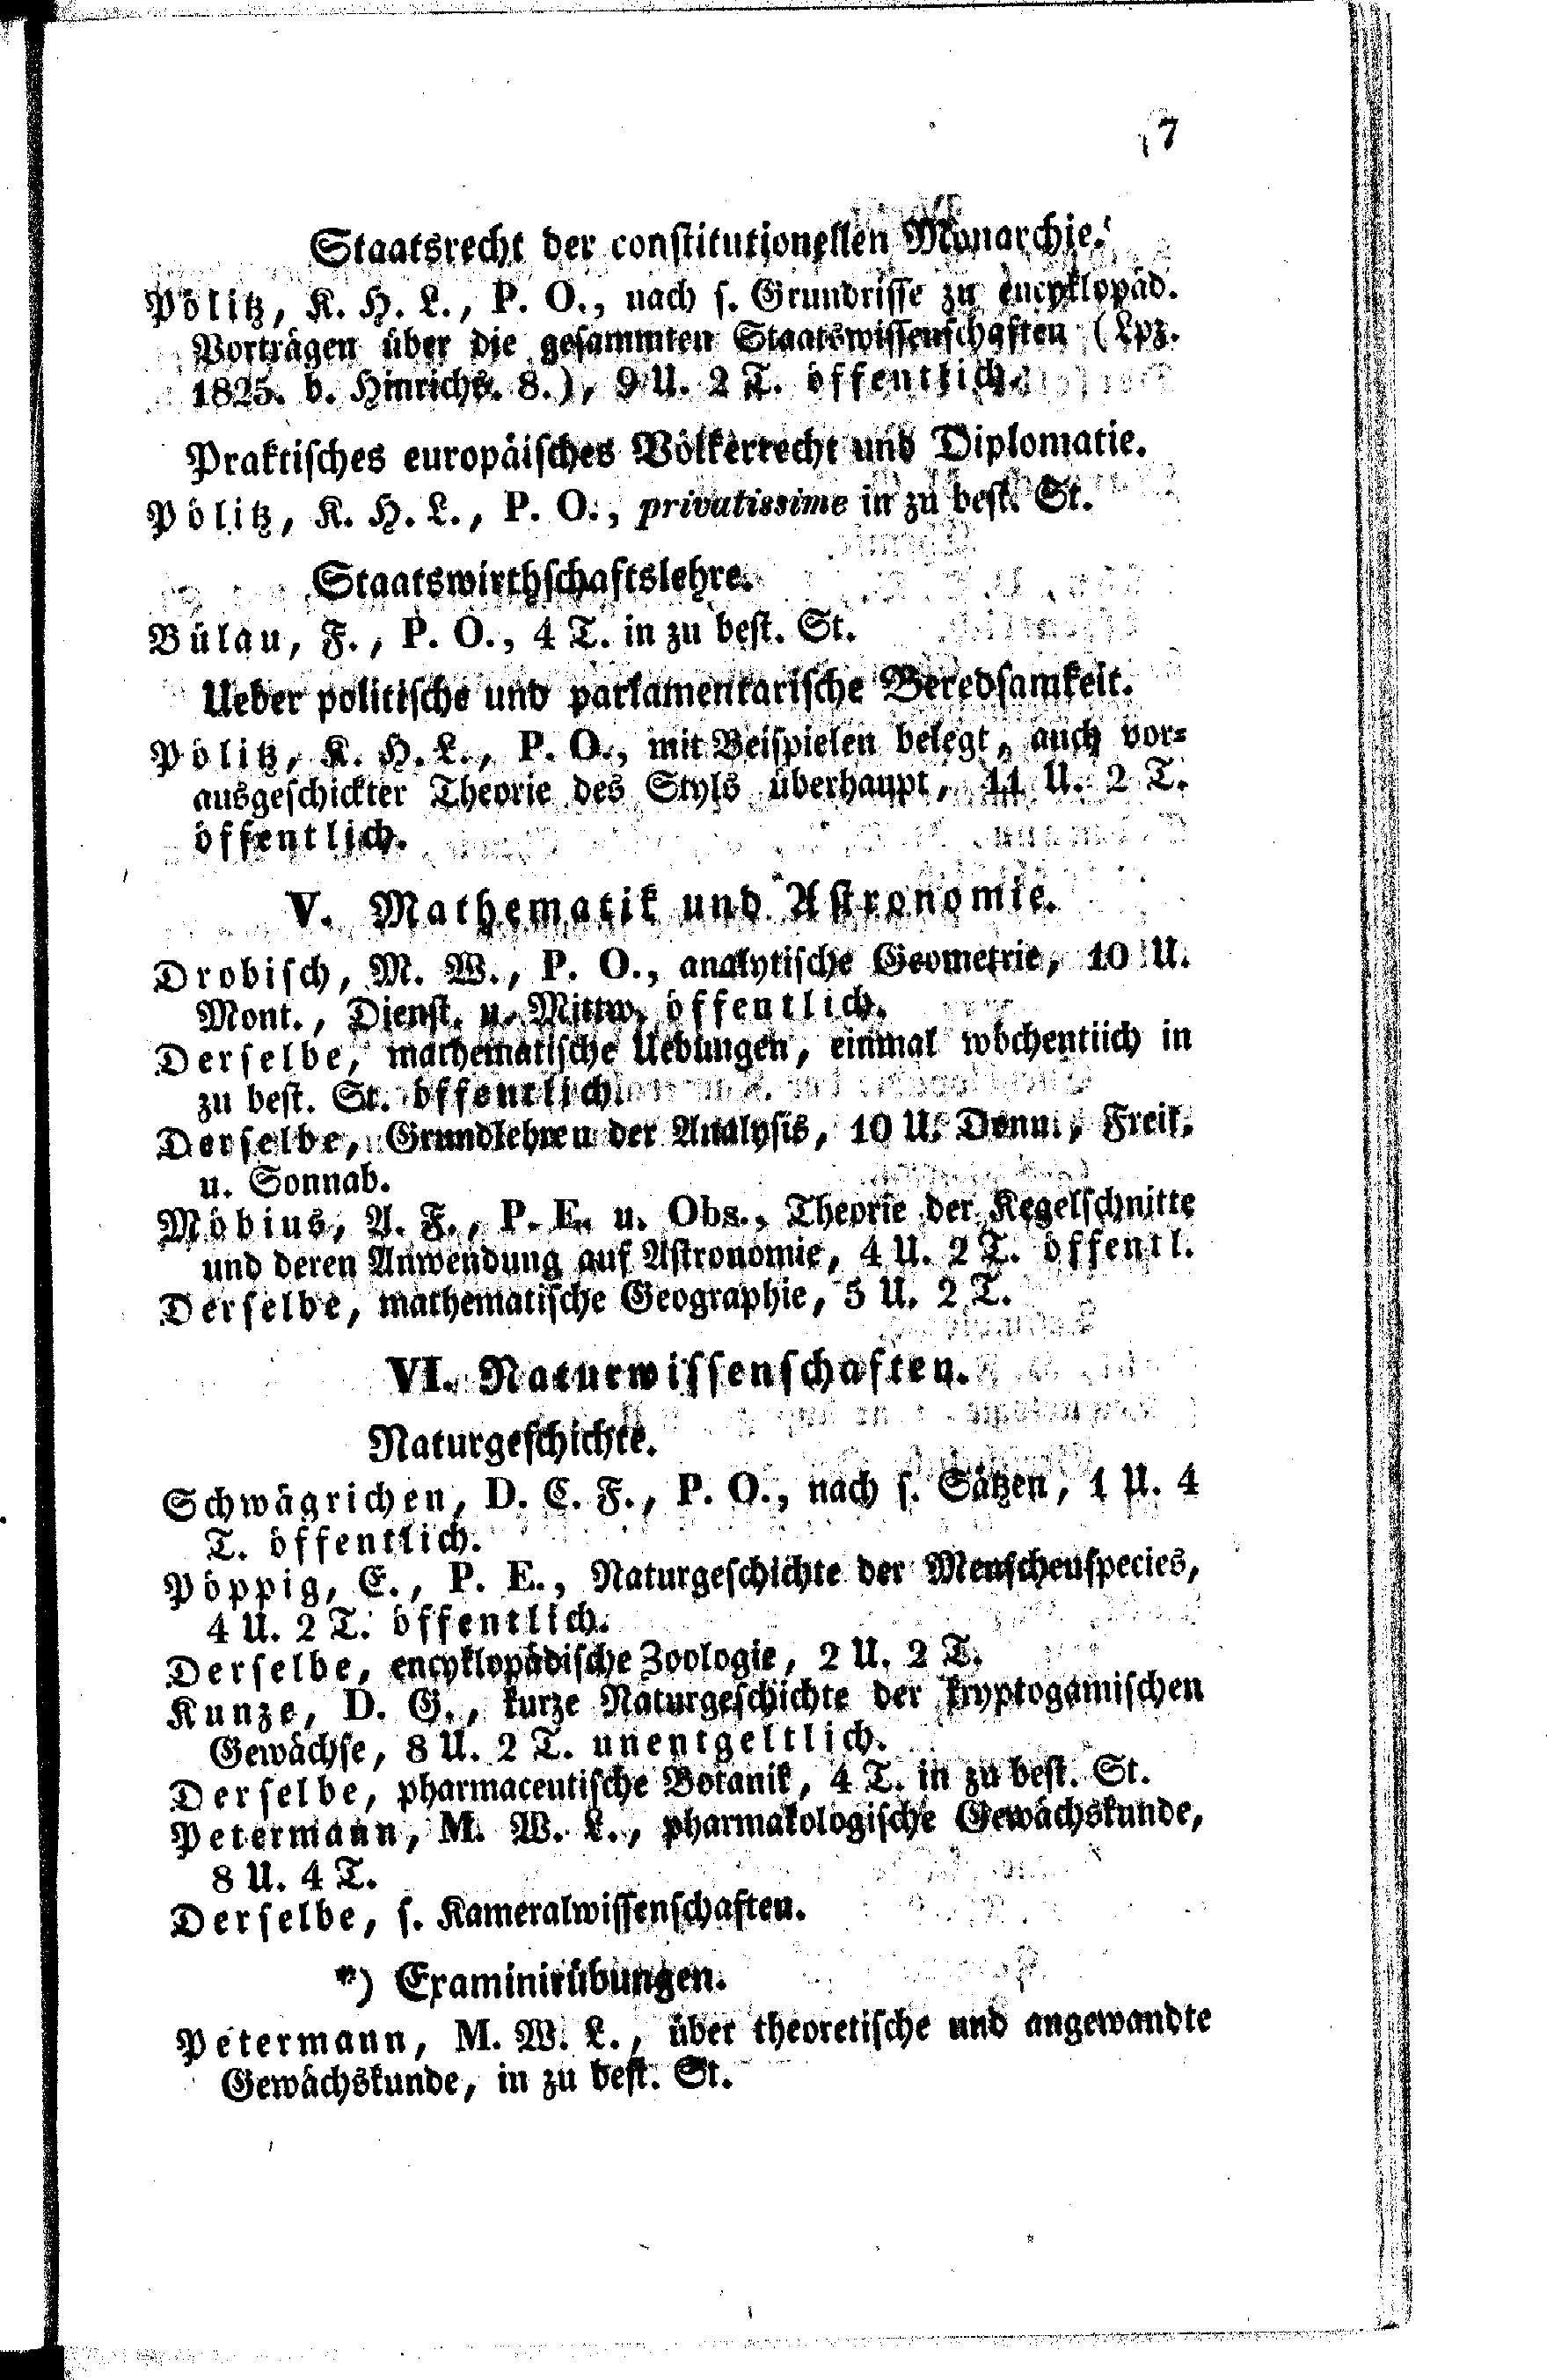 7
Staatsrecht der constitutionellen Monarchie.
Pölitz, K. H. L., P. O., nach s. Grundrisse zu encyklopäd.
Vorträgen über die gesammten Staatswissenschaften (Lpz.
1825. b. Hinrichs. 8.), 9 U. 2 T. öffentlich.
Praktisches europäisches Völkerrecht und Diplomatie.
Pölitz, K. H. L., P. O., privatissime in zu best. St.
Staatswirthschaftslehre.
Bülau, F., P. O., 4 T. in zu best. St.
Ueber politische und parlamentarische Beredsamkeit.
Pölitz, K. H. L., P. O., mit Beispielen belegt, auch vor-
ausgeschickter Theorie des Styls überhaupt, 11 U. 2 T.
öffentlich.
V. Mathematik und Astronomie.
Drobisch, M. W., P. O., analytische Geometrie, 10 U.
Mont., Dienst. u. Mittw. öffentlich.
Derselbe, mathematische Uebungen, einmal wöchentlich in
zu best. St. öffentlich.
Derselbe, Grundlehren der Analysis, 10 U. Donn., Freit.
u. Sonnab.
Möbius, A. F., P. E. u. Obs., Theorie der Kegelschnitte
und deren Anwendung auf Astronomie, 4 U. 2 T. öffentl.
Derselbe, mathematische Geographie, 5 U. 2 T.
VI. Naturwissenschaften.
Naturgeschichte.
Schwägrichen, D. C. F., P. O., nach s. Sätzen, 1 U. 4
T. öffentlich.
Pöppig, E., P. E., Naturgeschichte der Menschenspecies,
4 U. 2 T. öffentlich.
Derselbe, encyklopädische Zoologie, 2 U. 2 T.
Kunze, D. G., kurze Naturgeschichte der kryptogamischen
Gewächse, 8 U. 2 T. unentgeltlich.
Derselbe, pharmaceutische Botanik, 4 T. in zu best. St.
Petermann, M. W. L., pharmakologische Gewächskunde,
8 U. 4 T.
Derselbe, s. Kameralwissenschaften.
*) Examinirübungen.
Petermann, M. W. L., über theoretische und angewandte
Gewächskunde, in zu best. St.